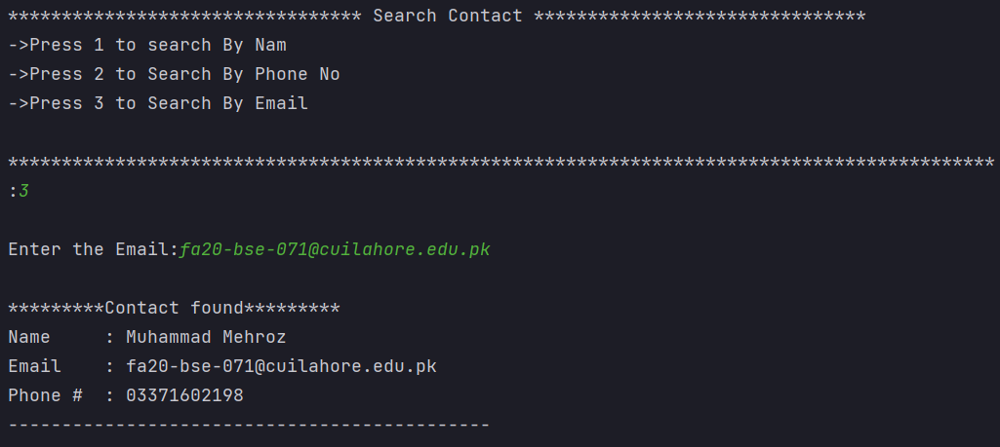 ********************************* Search Contact *******************************
->Press 1 to search By Nam
->Press 2 to Search By Phone No
->Press 3 to Search By Email
********************************************************************************************
:3
Enter the Email:fa20-bse-071@cuilahore.edu.pk
*********Contact found*********
Name     : Muhammad Mehroz
Email    : fa20-bse-071@cuilahore.edu.pk
Phone #  : 03371602198
---------------------------------------------